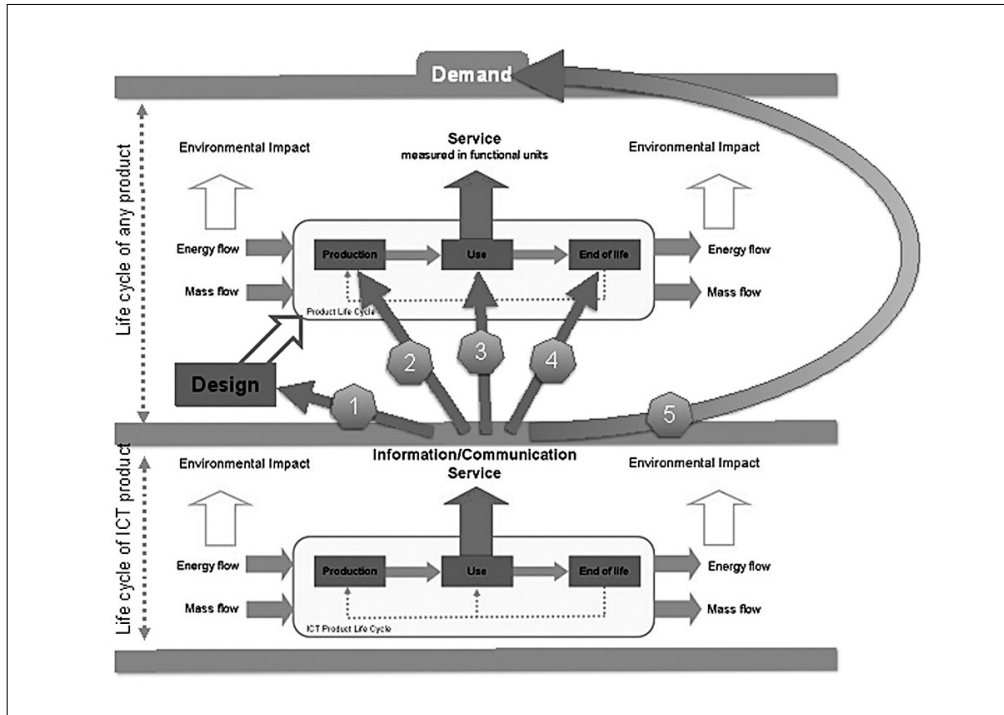 Demand
Life cycle of any product
Environmental Impact
Service
measured in functional units
Environmental Impact
Energy flow
Mass flow
Production
Use
End of life
Product Life Cycle
Energy flow
Mass flow
Design
1
2
3
4
5
Life cycle of ICT product
Information/Communication
Service
Environmental Impact
Environmental Impact
Energy flow
Mass flow
Production
Use
End of life
ICT Product Life Cycle
Energy flow
Mass flow